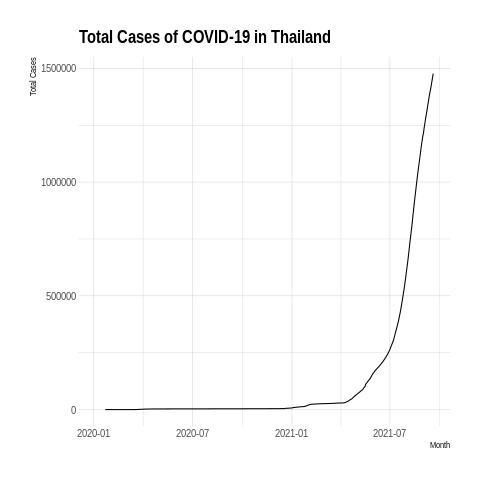 Total Cases of COVID-19 in Thailand
Total Cases
1500000
1000000
500000
0
2020-01 2020-07 2021-01 2021-07
Month